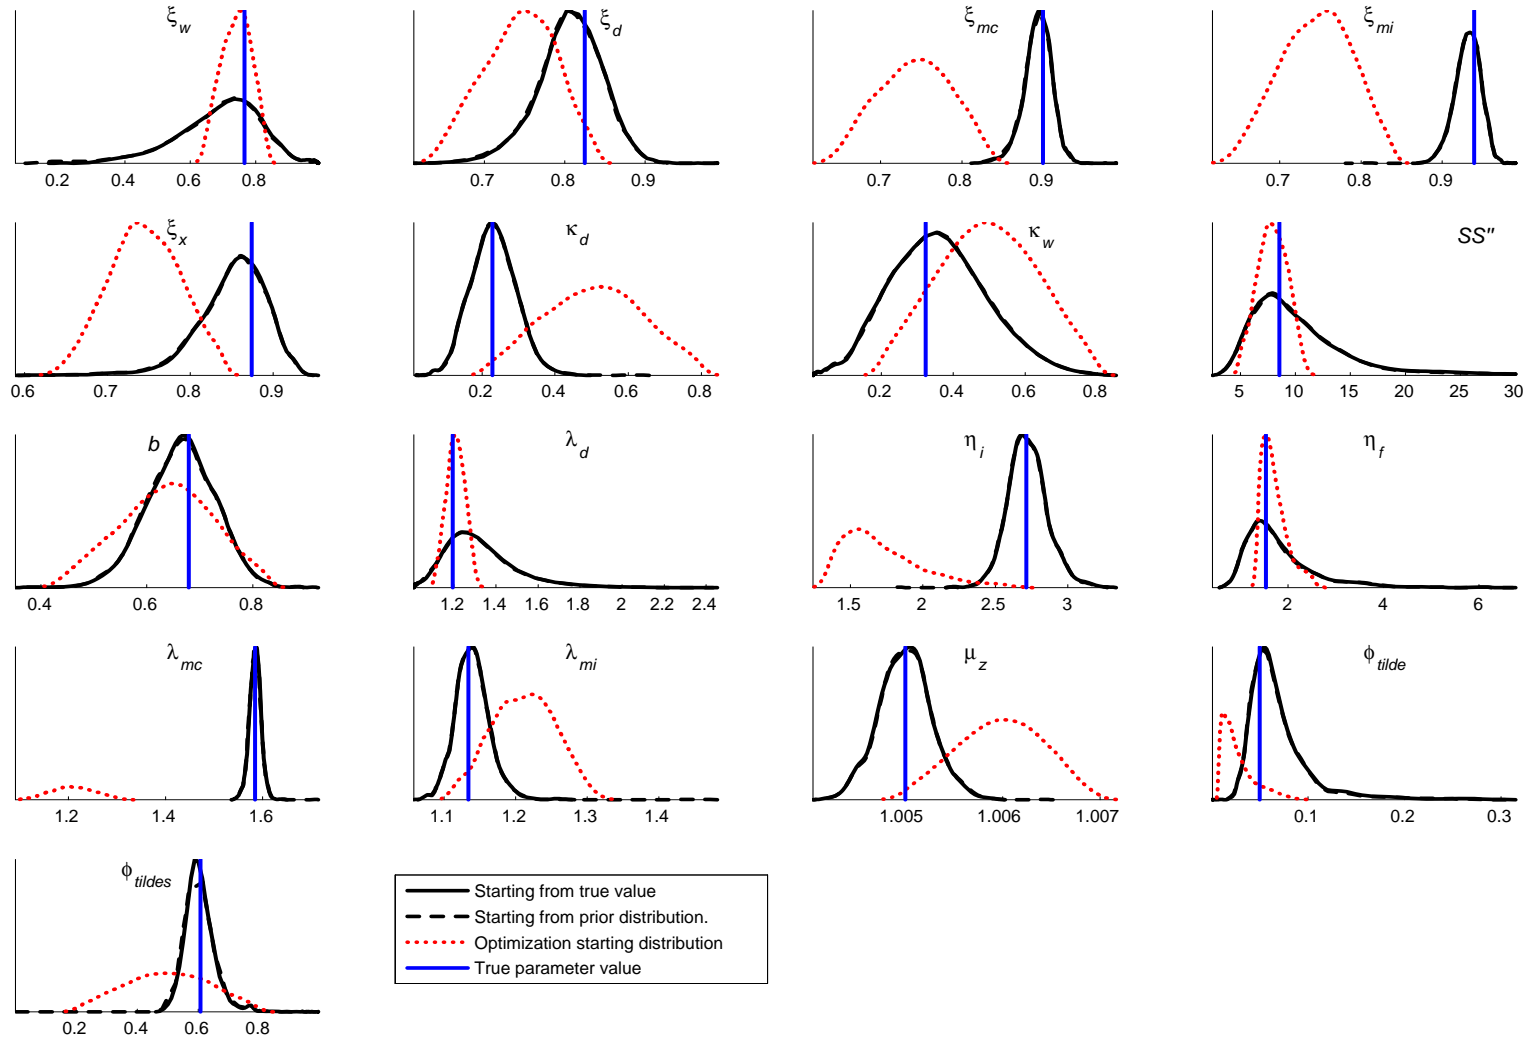 ξw ξd ξmc ξmi
0.2 0.4 0.6 0.8 0.7 0.8 0.9 0.7 0.8 0.9 0.7 0.8 0.9
ξx κd κw SS"
0.6 0.7 0.8 0.9 0.2 0.4 0.6 0.8 0.2 0.4 0.6 0.8 5 10 15 20 25 30
b λd ηi ηf
0.4 0.6 0.8 1.2 1.4 1.6 1.8 2 2.2 2.4 1.5 2 2.5 3 2 4 6
λmc λmi μz ϕtilde
1.2 1.4 1.6 1.1 1.2 1.3 1.4 1.005 1.006 1.007 0.1 0.2 0.3
ϕtildes
0.2 0.4 0.6 0.8
Starting from true value
Starting from prior distribution.
Optimization starting distribution
True parameter value